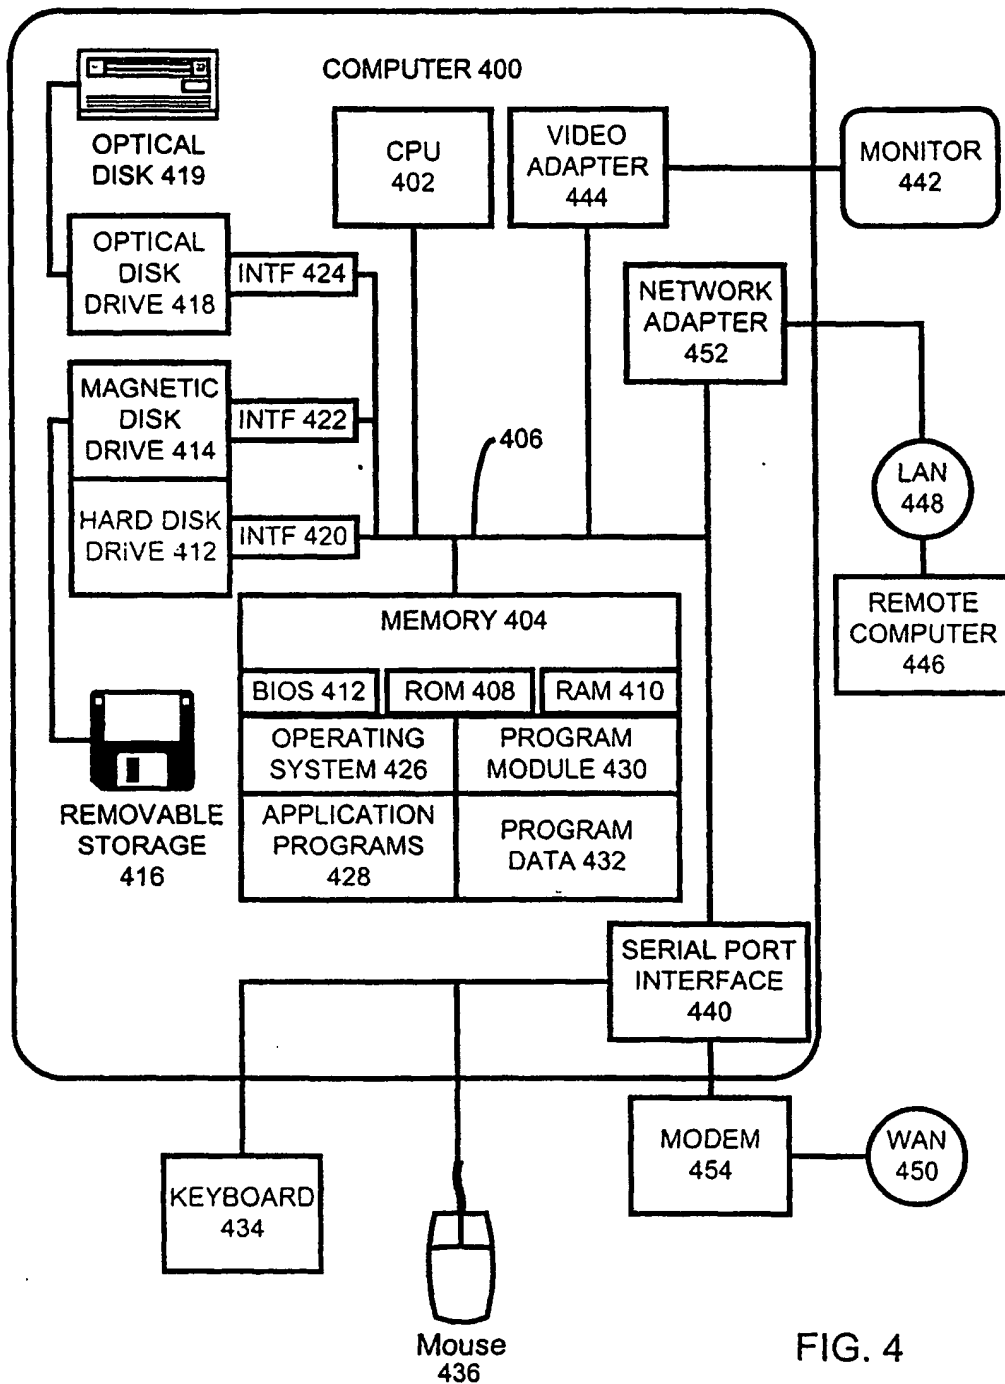 COMPUTER 400
OPTICAL
DISK 419
CPU
402
VIDEO
ADAPTER
444
MONITOR
442
OPTICAL
DISK
DRIVE 418
INTF 424
NETWORK
ADAPTER
452
MAGNETIC
DISK
DRIVE 414
INTF 422
406
LAN
448
HARD DISK
DRIVE 412
INTF 420
REMOTE
COMPUTER
446
MEMORY 404
BIOS 412
ROM 408
RAM 410
OPERATING
SYSTEM 426
PROGRAM
MODULE 430
REMOVABLE
STORAGE
416
APPLICATION
PROGRAMS
428
PROGRAM
DATA 432
SERIAL PORT
INTERFACE
440
MODEM
454
WAN
450
KEYBOARD
434
Mouse
436
FIG. 4